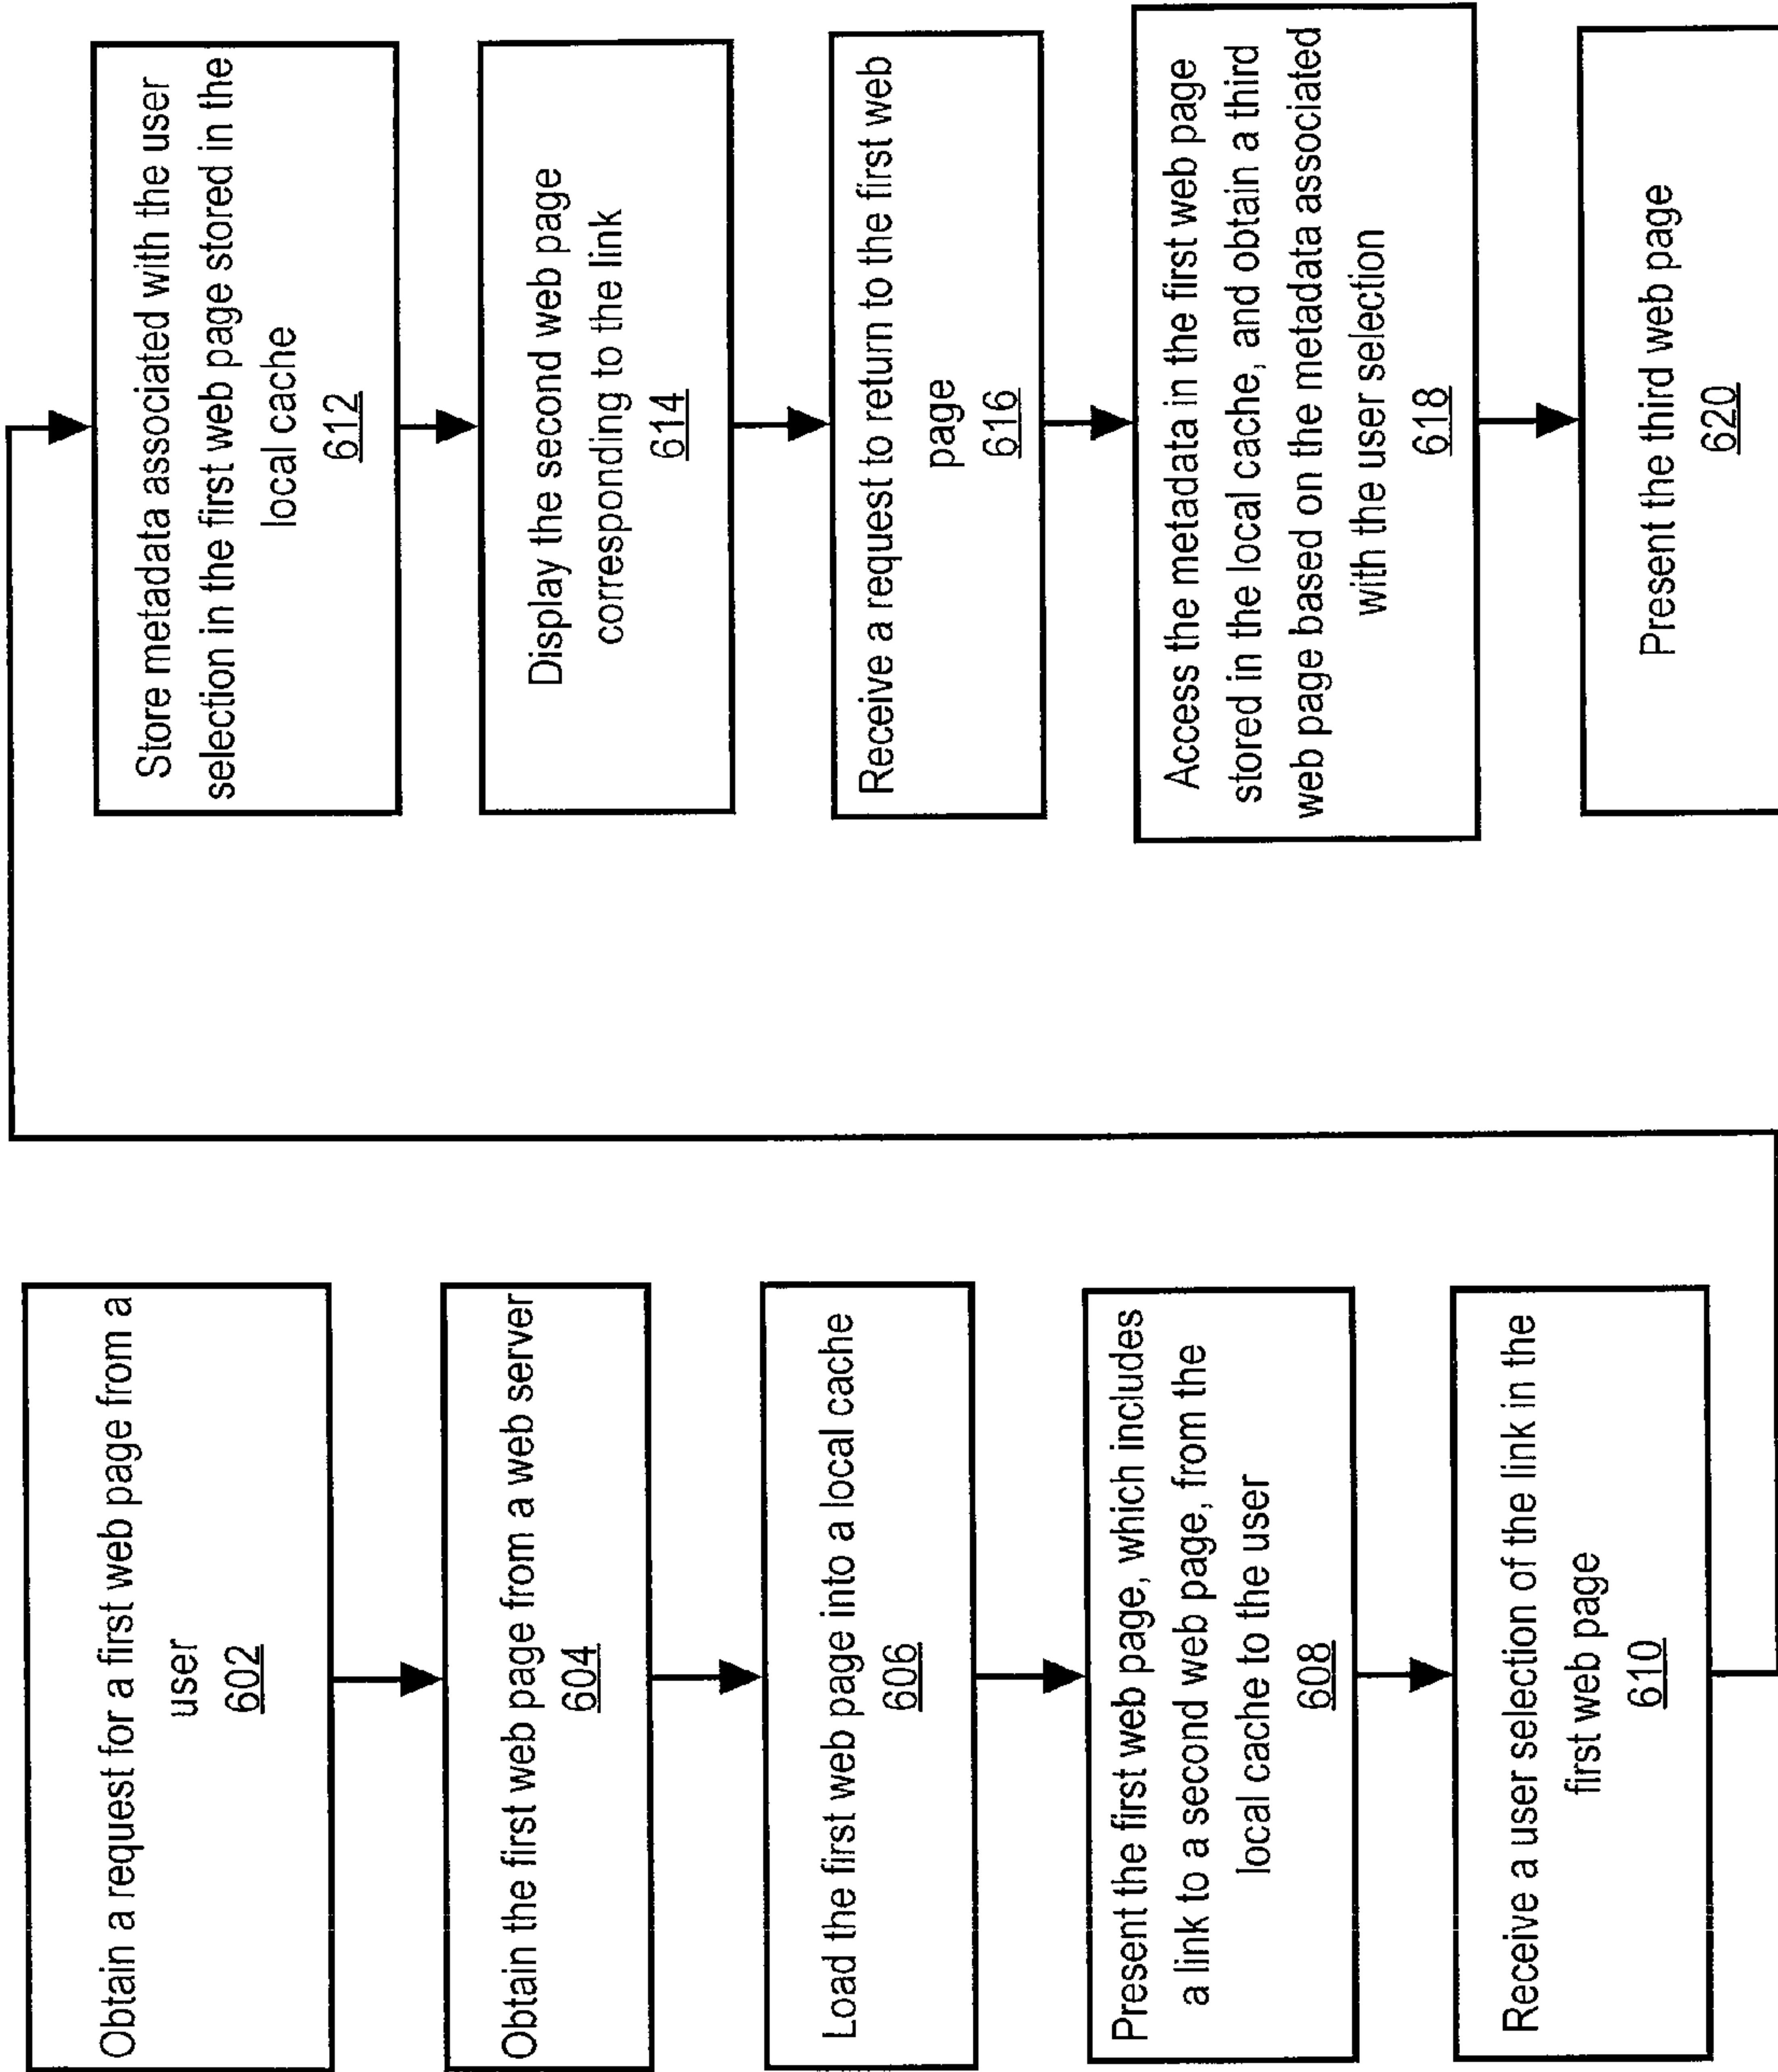 Obtain a request for a first web page from a
user
602
Obtain the first web page from a web server
604
Load the first web page into a local cache
606
Present the first web page, which includes
a link to a second web page, from the
local cache to the user
608
Receive a user selection of the link in the
first web page
610
Store metadata associated with the user
selection in the first web page stored in the
local cache
612
Display the second web page
corresponding to the link
614
Receive a request to return to the first web
page
616
Access the metadata in the first web page
stored in the local cache, and obtain a third
web page based on the metadata associated
with the user selection
618
Present the third web page
620